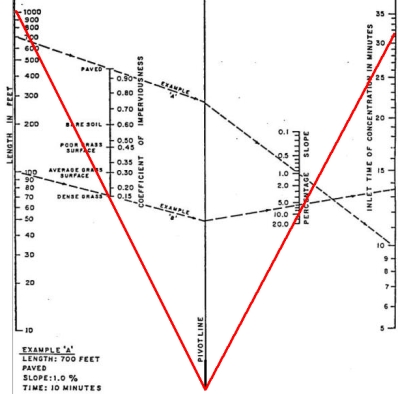 1000
900
800
700
600
500
400
300
200
100
90
80
70
60
50
40
30
20
10
LENGTH IN FEET
PAVED
BARE SOIL
POOR GRASS
SURFACE
AVERAGE GRASS
SURFACE
DENSE GRASS
0.90
0.80
0.70
0.60
0.50
0.45
0.40
0.30
0.20
0.15
COEFFICIENT OF IMPERVIOUSNESS
EXAMPLE
'A'
EXAMPLE
'B'
PIVOT LINE
0.1
0.5
1.0
2.0
5.0
10.0
20.0
PERCENTAGE SLOPE
35
30
25
20
15
10
9
8
7
6
5
INLET TIME OF CONCENTRATION IN MINUTES
EXAMPLE 'A'
LENGTH: 700 FEET
PAVED
SLOPE: 1.0 %
TIME: 10 MINUTES